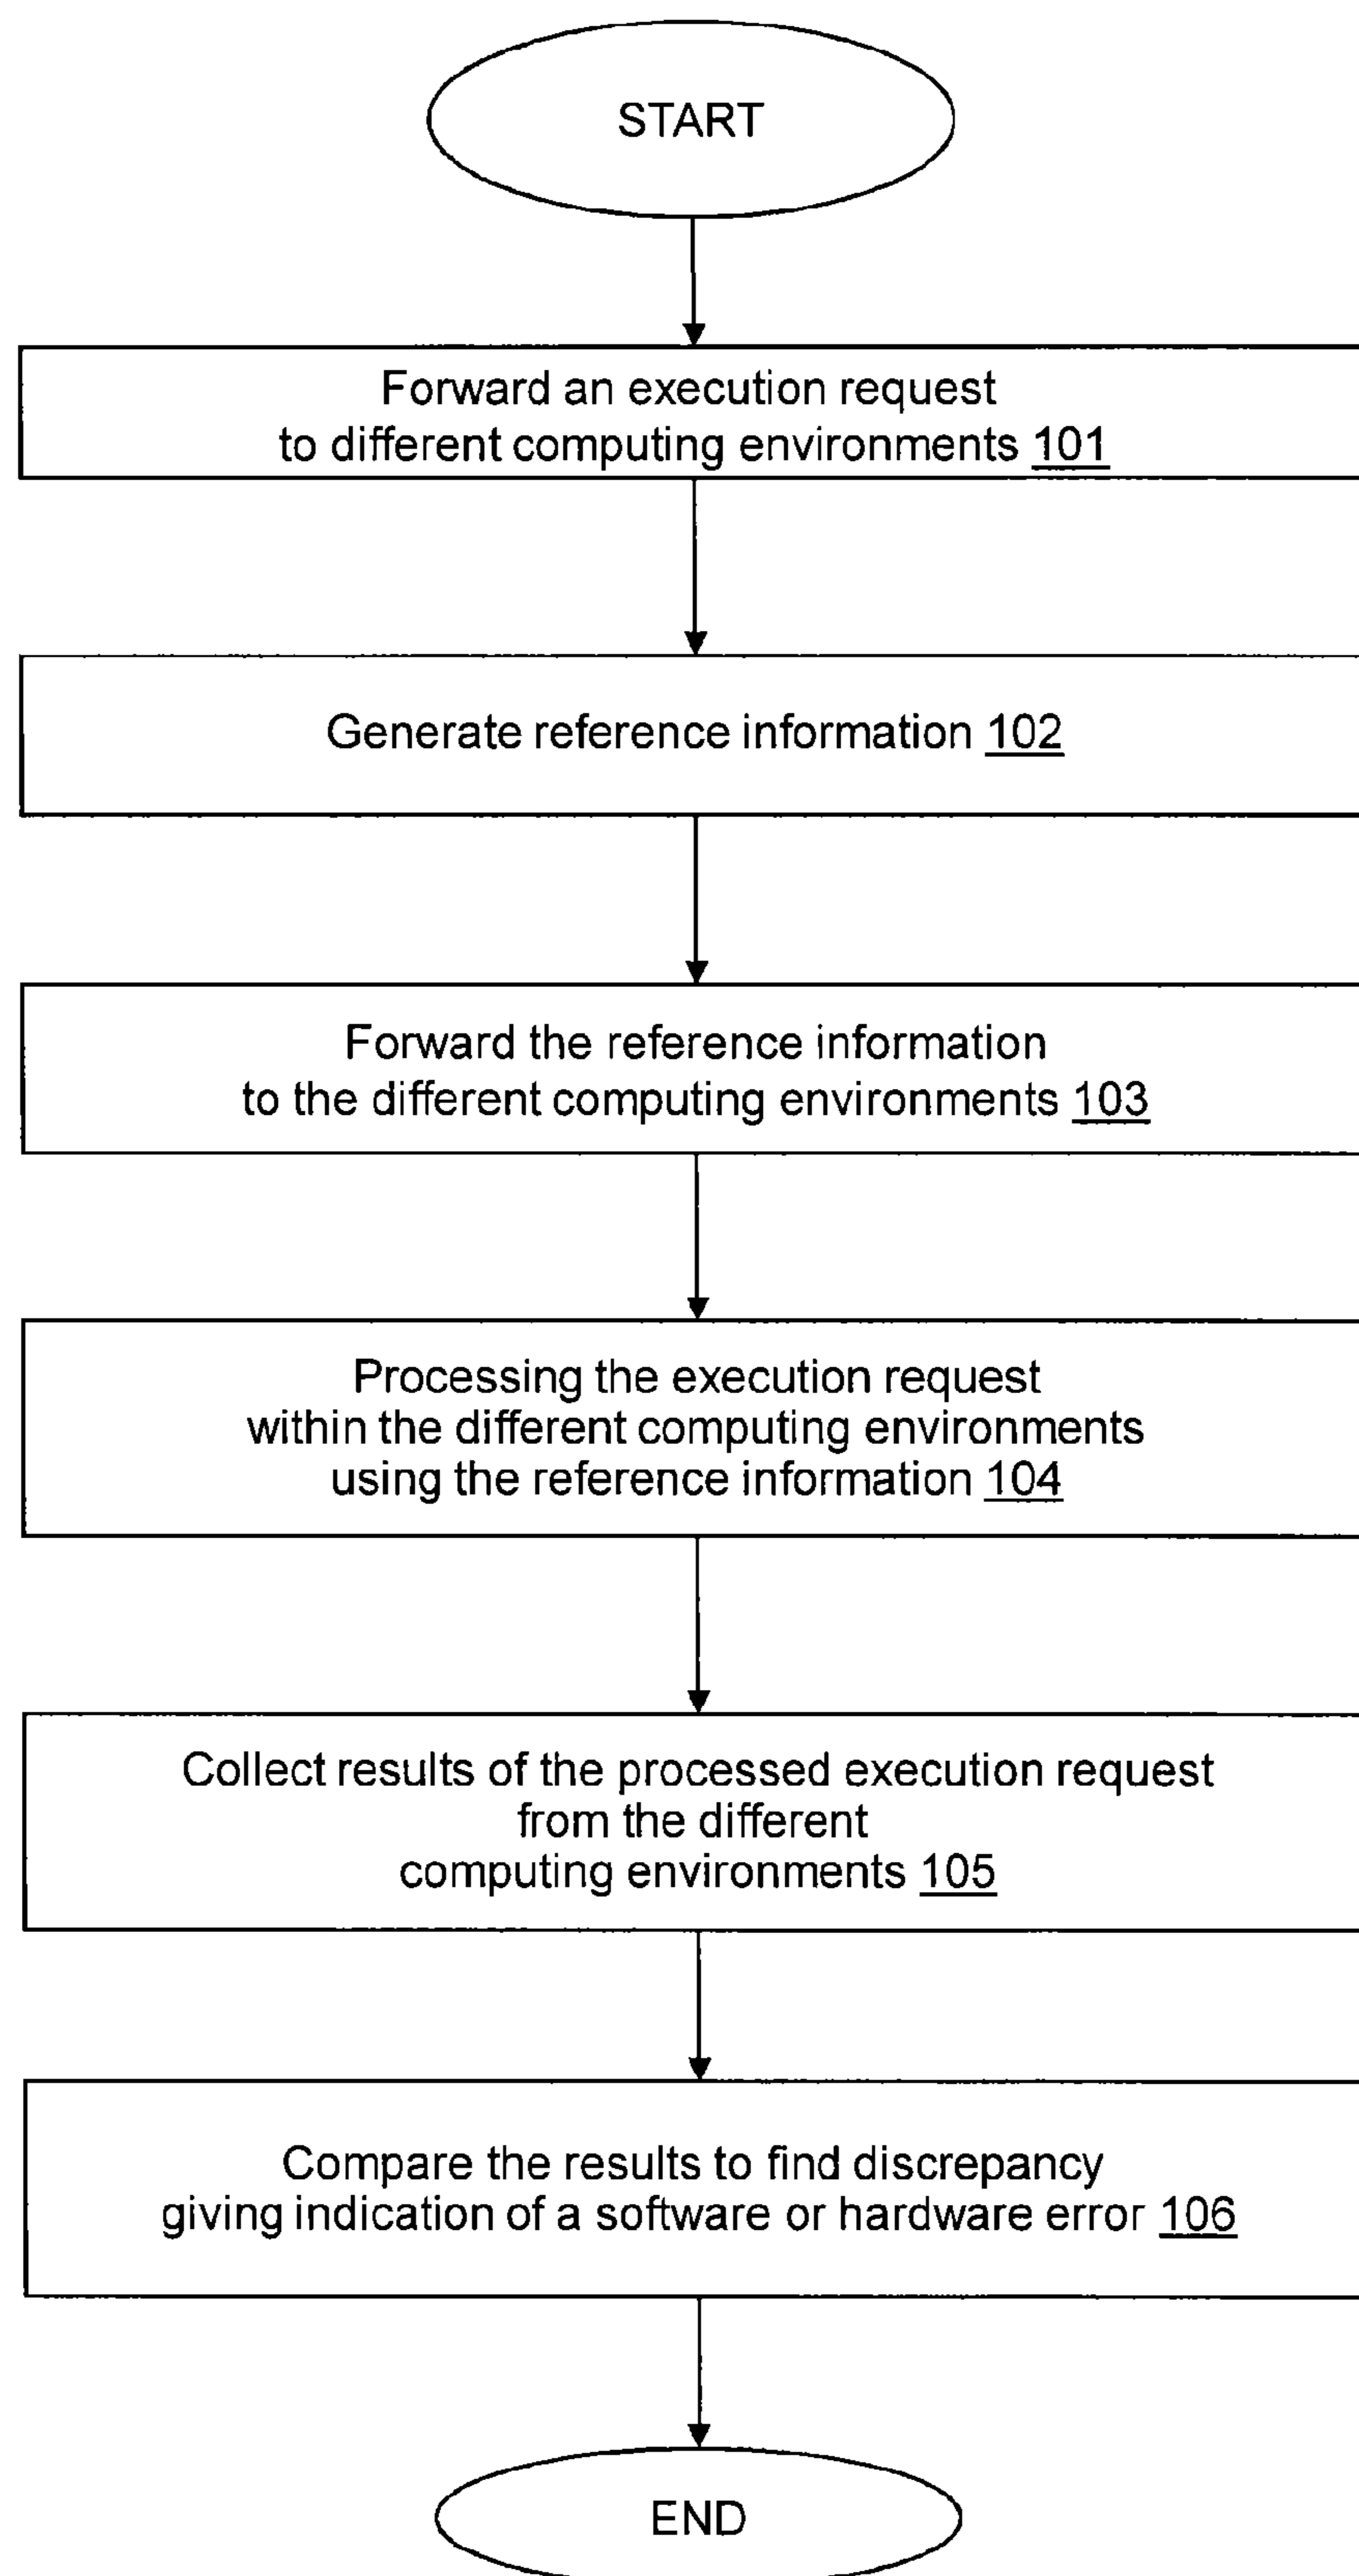 START
Forward an execution request
to different computing environments 101
Generate reference information 102
Forward the reference information
to the different computing environments 103
Processing the execution request
within the different computing environments
using the reference information 104
Collect results of the processed execution request
from the different
computing environments 105
Compare the results to find discrepancy
giving indication of a software or hardware error 106
END